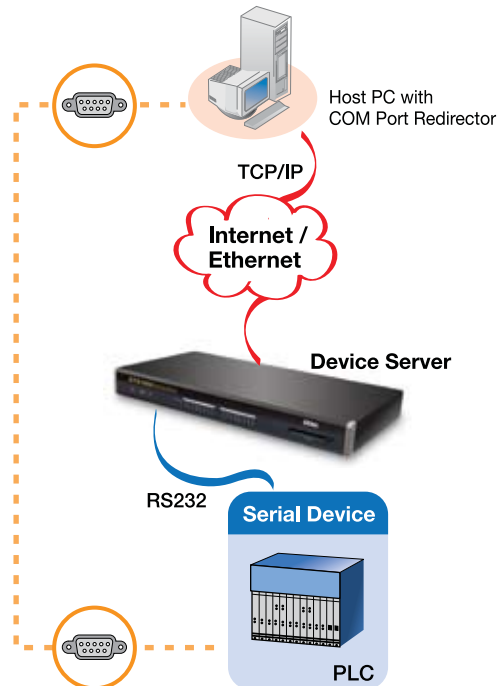 Host PC with
COM Port Redirector
TCP/IP
Internet /
Ethernet
Device Server
RS232
Serial Device
PLC